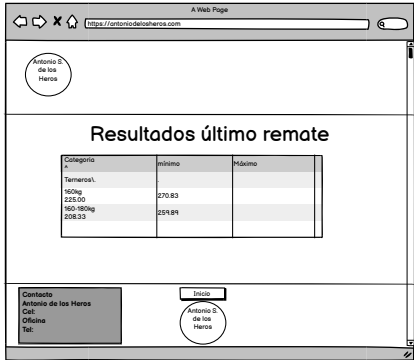 A Web Page
https://antoniodelosheros.com
Antonio S.
de los
Heros
Resultados último remate
Categoria
^
mínimo
Máximo
Terneros\.
.
160kg
225.00
270.83
160-180kg
208.33
259.89
Contacto
Antonio de los Heros
Cel:
Oficina
Tel:
Inicio
Antonio S.
de los
Heros